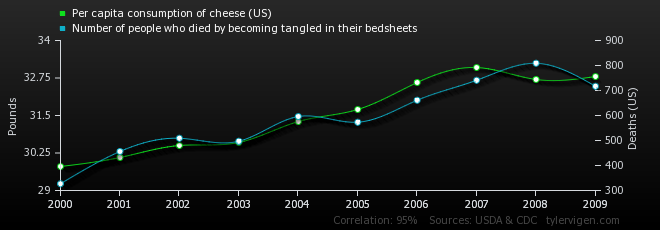 Per capita consumption of cheese (US)
Number of people who died by becoming tangled in their bedsheets
34
900
800
32.75
700
600
31.5
500
30.25
400
29
300
Pounds
Deaths (US)
2000 2001 2002 2003 2004 2005 2006 2007 2008 2009
Correlation: 95% Sources: USDA & CDC tylervigen.com